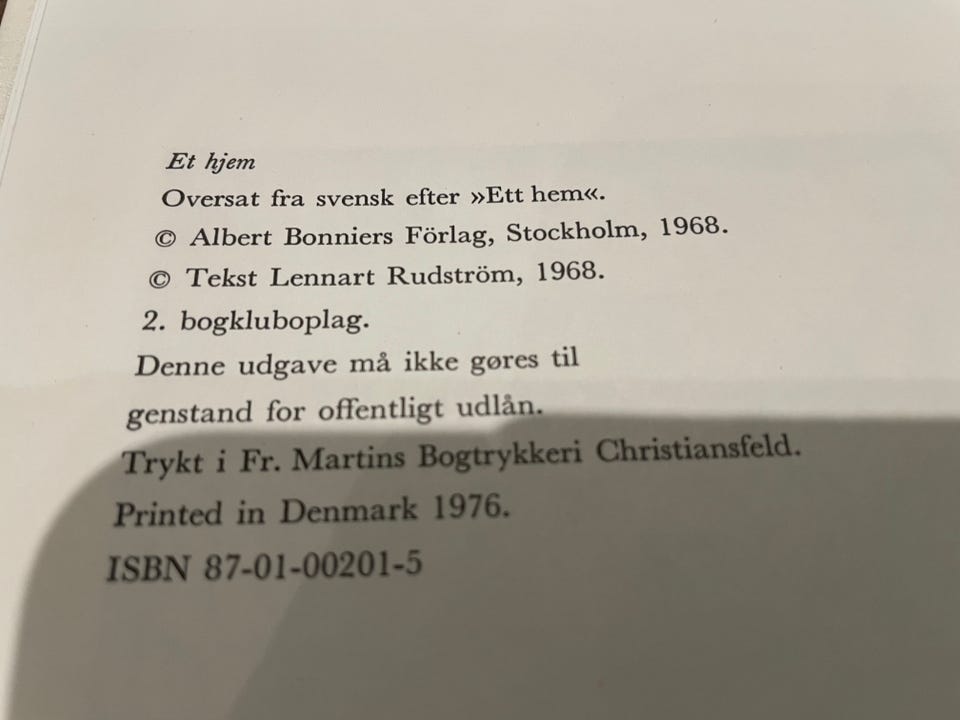 Et hjem
Oversat fra svensk efter »Ett hem«.
© Albert Bonniers Förlag, Stockholm, 1968.
© Tekst Lennart Rudström, 1968.
2. bogkluboplag.
Denne udgave må ikke gøres til
genstand for offentligt udlån.
Trykt i Fr. Martins Bogtrykkeri Christiansfeld.
Printed in Denmark 1976.
ISBN 87-01-00201-5